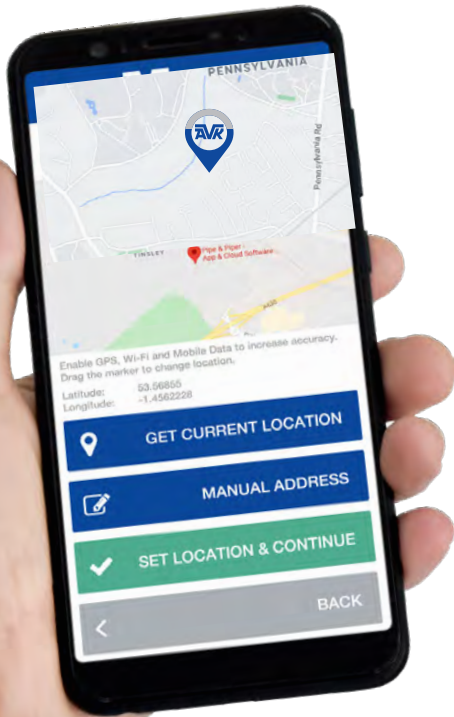 PENNSYLVANIA
AVK
Pennsylvania Rd
TINSLEY
Pipe & Piper -
App & Cloud Software...
Enable GPS, Wi-Fi and Mobile Data to increase accuracy.
Drag the marker to change location.
Latitude: 53.56855
Longitude: -1.4562228
GET CURRENT LOCATION
MANUAL ADDRESS
SET LOCATION & CONTINUE
BACK